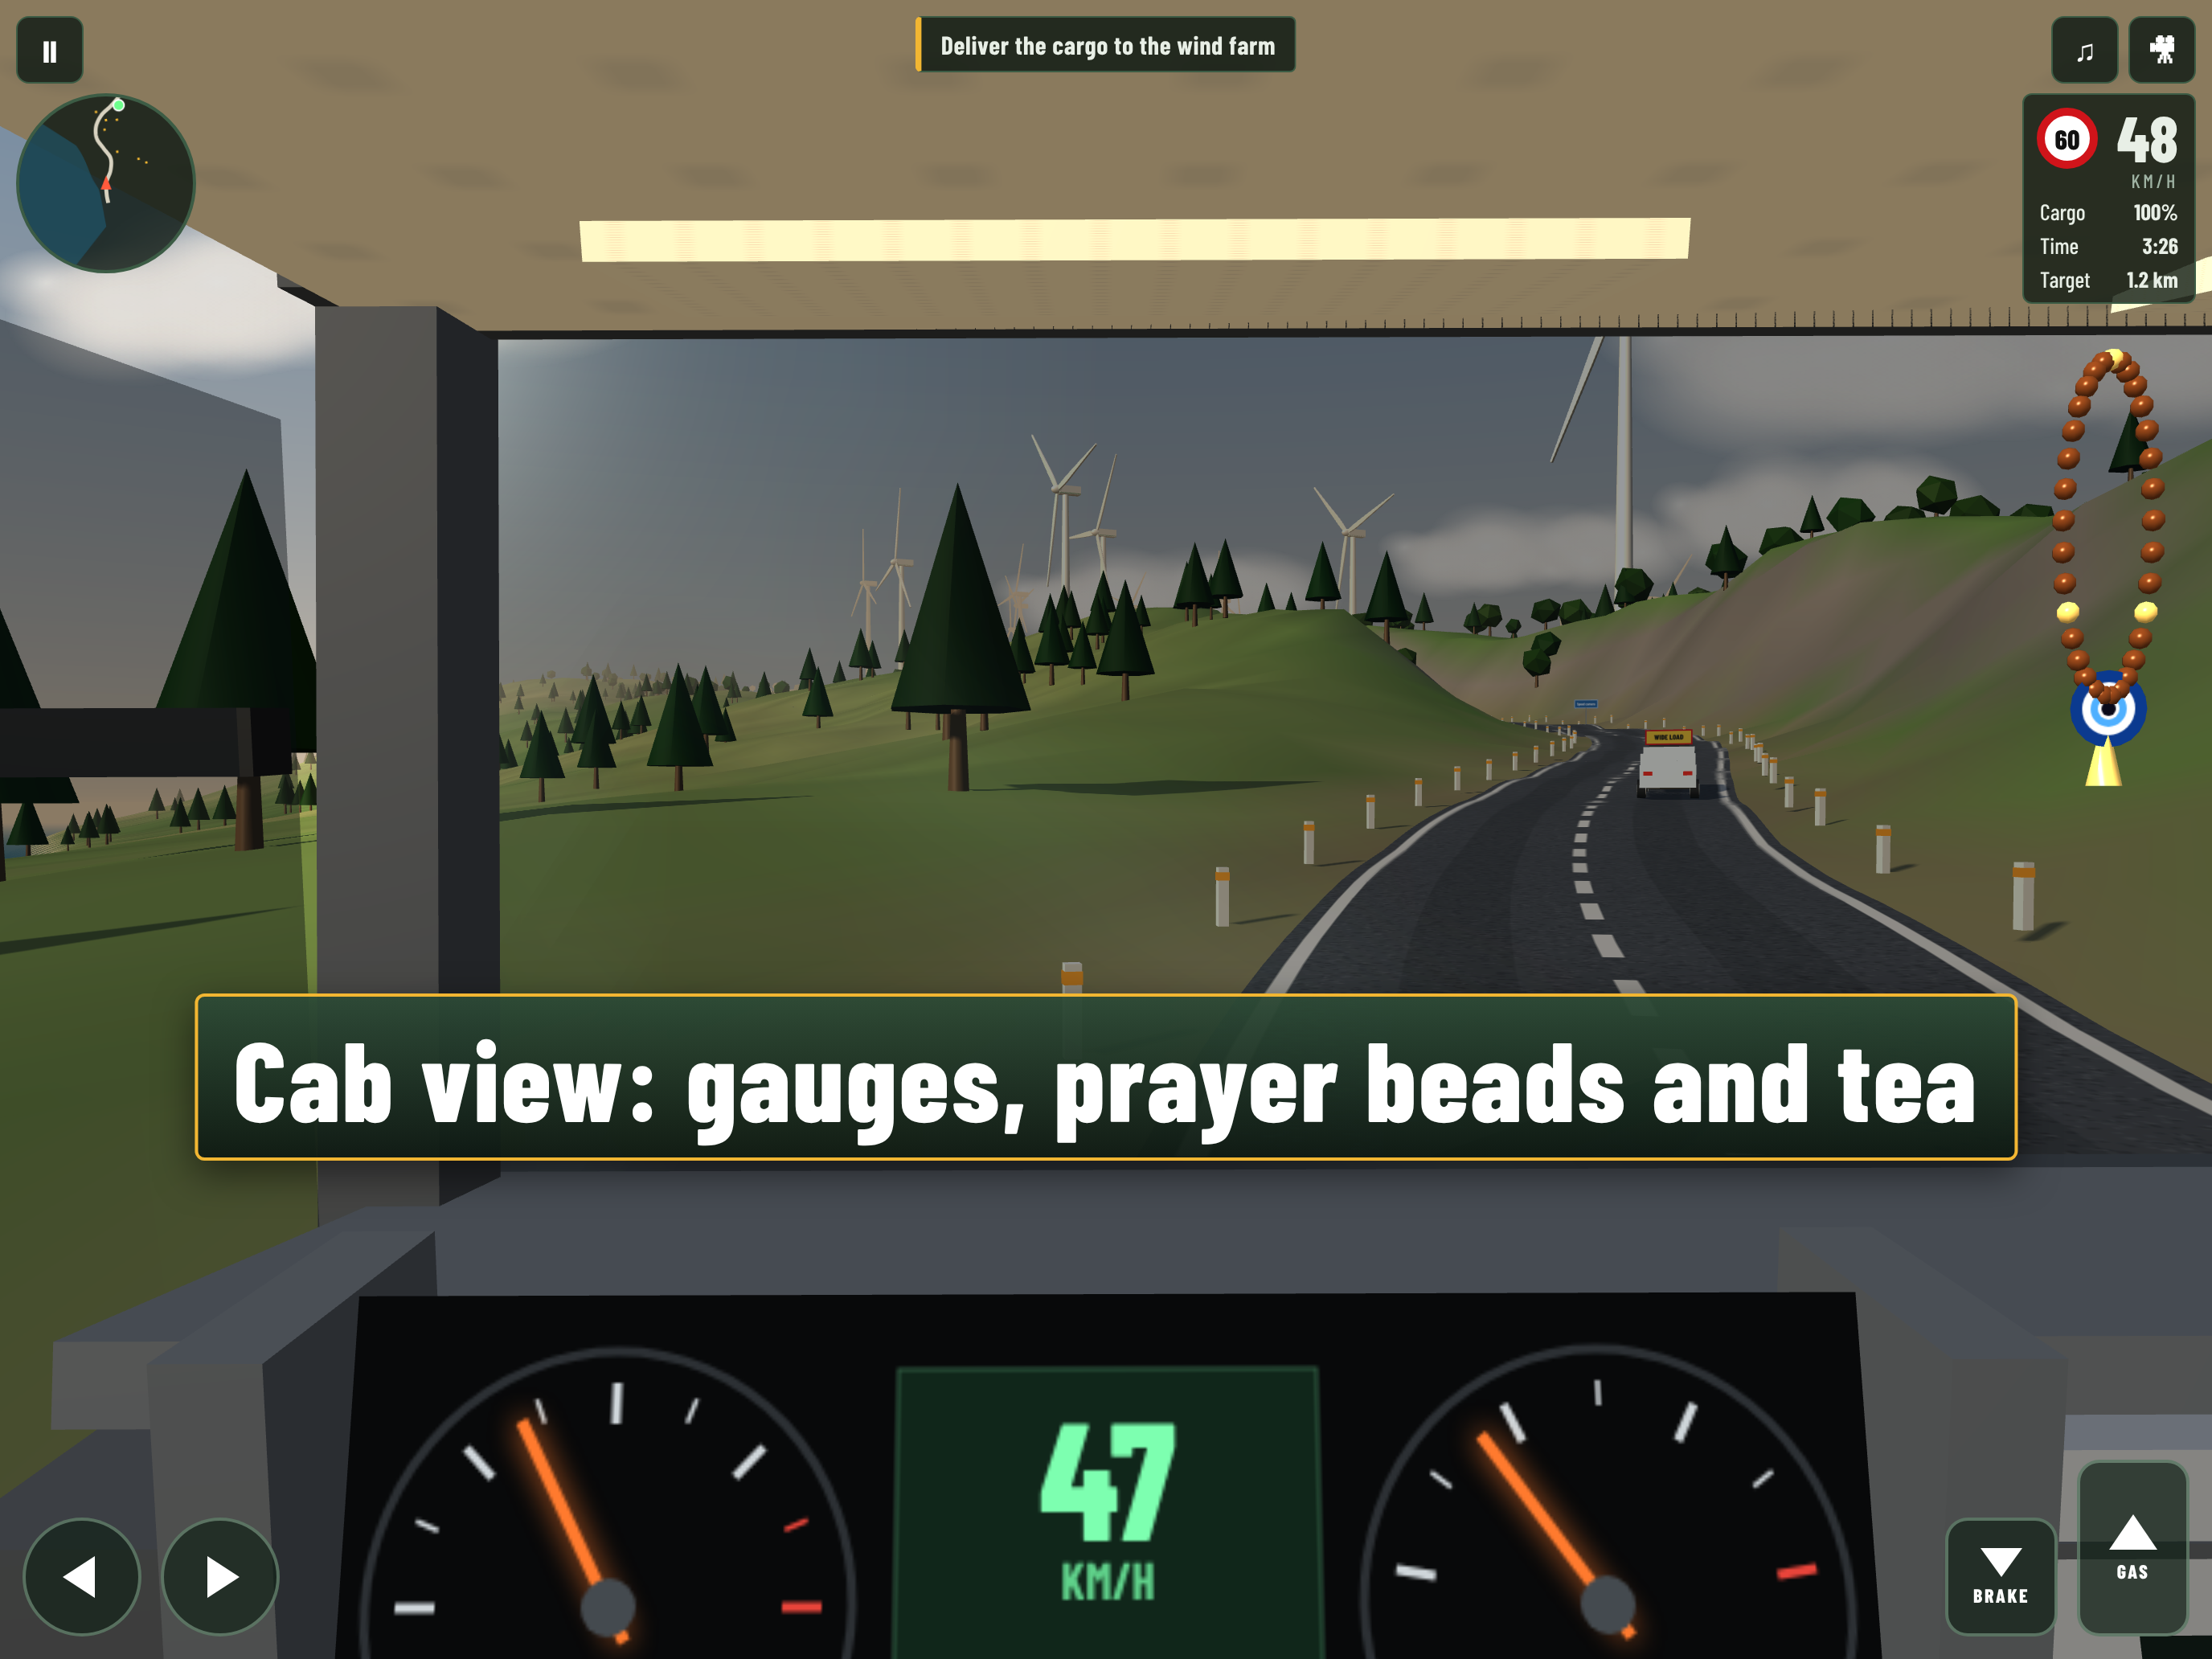 Deliver the cargo to the wind farm
60
48
KM/H
Cargo 100%
Time 3:26
Target 1.2 km
WIDE LOAD
Cab view: gauges, prayer beads and tea
47
KM/H
BRAKE
GAS